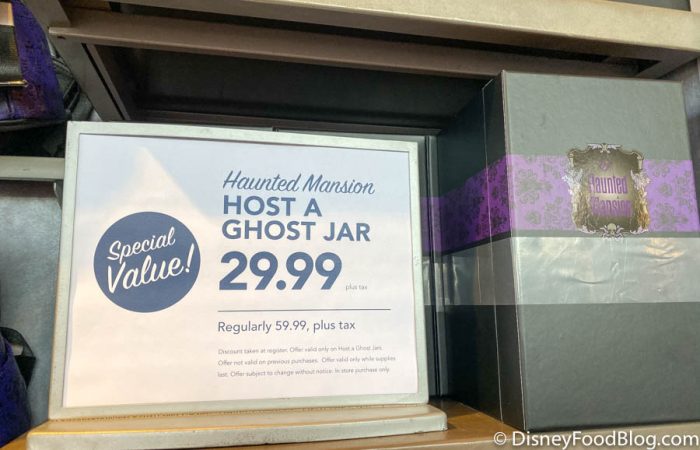 Special
Value!
Haunted Mansion
HOST A
GHOST JAR
29.99
plus tax
Regularly 59.99, plus tax
Discount taken at register. Offer valid only on Host a Ghost Jars.
Offer not valid on previous purchases. Offer valid only while supplies
last. Offer subject to change without notice. In store purchase only.
Haunted
Mansion
© DisneyFoodBlog.com